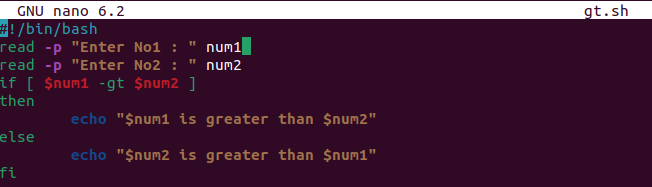 GNU nano 6.2 gt.sh
#!/bin/bash
read -p "Enter No1 : " num1
read -p "Enter No2 : " num2
if [ $num1 -gt $num2 ]
then
        echo "$num1 is greater than $num2"
else
        echo "$num2 is greater than $num1"
fi